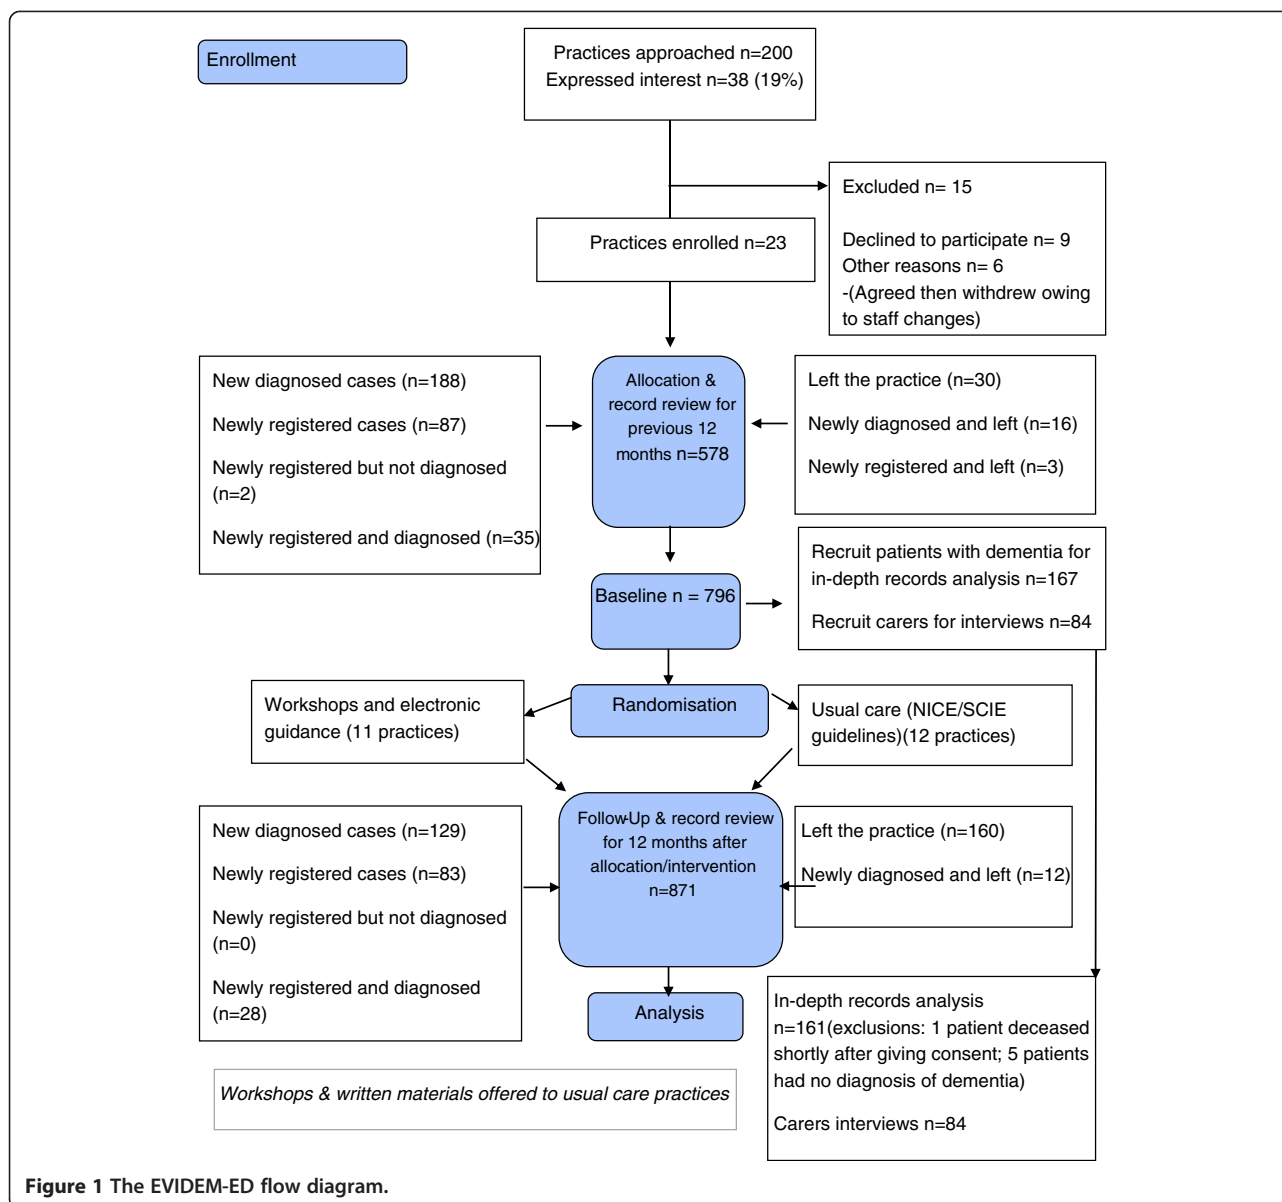 Enrollment
Practices approached n=200
Expressed interest n=38 (19%)
Excluded n= 15
Declined to participate n= 9
Other reasons n= 6
-(Agreed then withdrew owing
to staff changes)
Practices enrolled n=23
New diagnosed cases (n=188)
Newly registered cases (n=87)
Newly registered but not diagnosed
(n=2)
Newly registered and diagnosed (n=35)
Allocation &
record review for
previous 12
months n=578
Left the practice (n=30)
Newly diagnosed and left (n=16)
Newly registered and left (n=3)
Baseline n = 796
Recruit patients with dementia for
in-depth records analysis n=167
Recruit carers for interviews n=84
Workshops and electronic
guidance (11 practices)
Randomisation
Usual care (NICE/SCIE
guidelines)(12 practices)
New diagnosed cases (n=129)
Newly registered cases (n=83)
Newly registered but not diagnosed
(n=0)
Newly registered and diagnosed
(n=28)
Follow-Up & record review
for 12 months after
allocation/intervention
n=871
Left the practice (n=160)
Newly diagnosed and left (n=12)
Analysis
In-depth records analysis
n=161(exclusions: 1 patient deceased
shortly after giving consent; 5 patients
had no diagnosis of dementia)
Carers interviews n=84
Workshops & written materials offered to usual care practices
Figure 1 The EVIDEM-ED flow diagram.